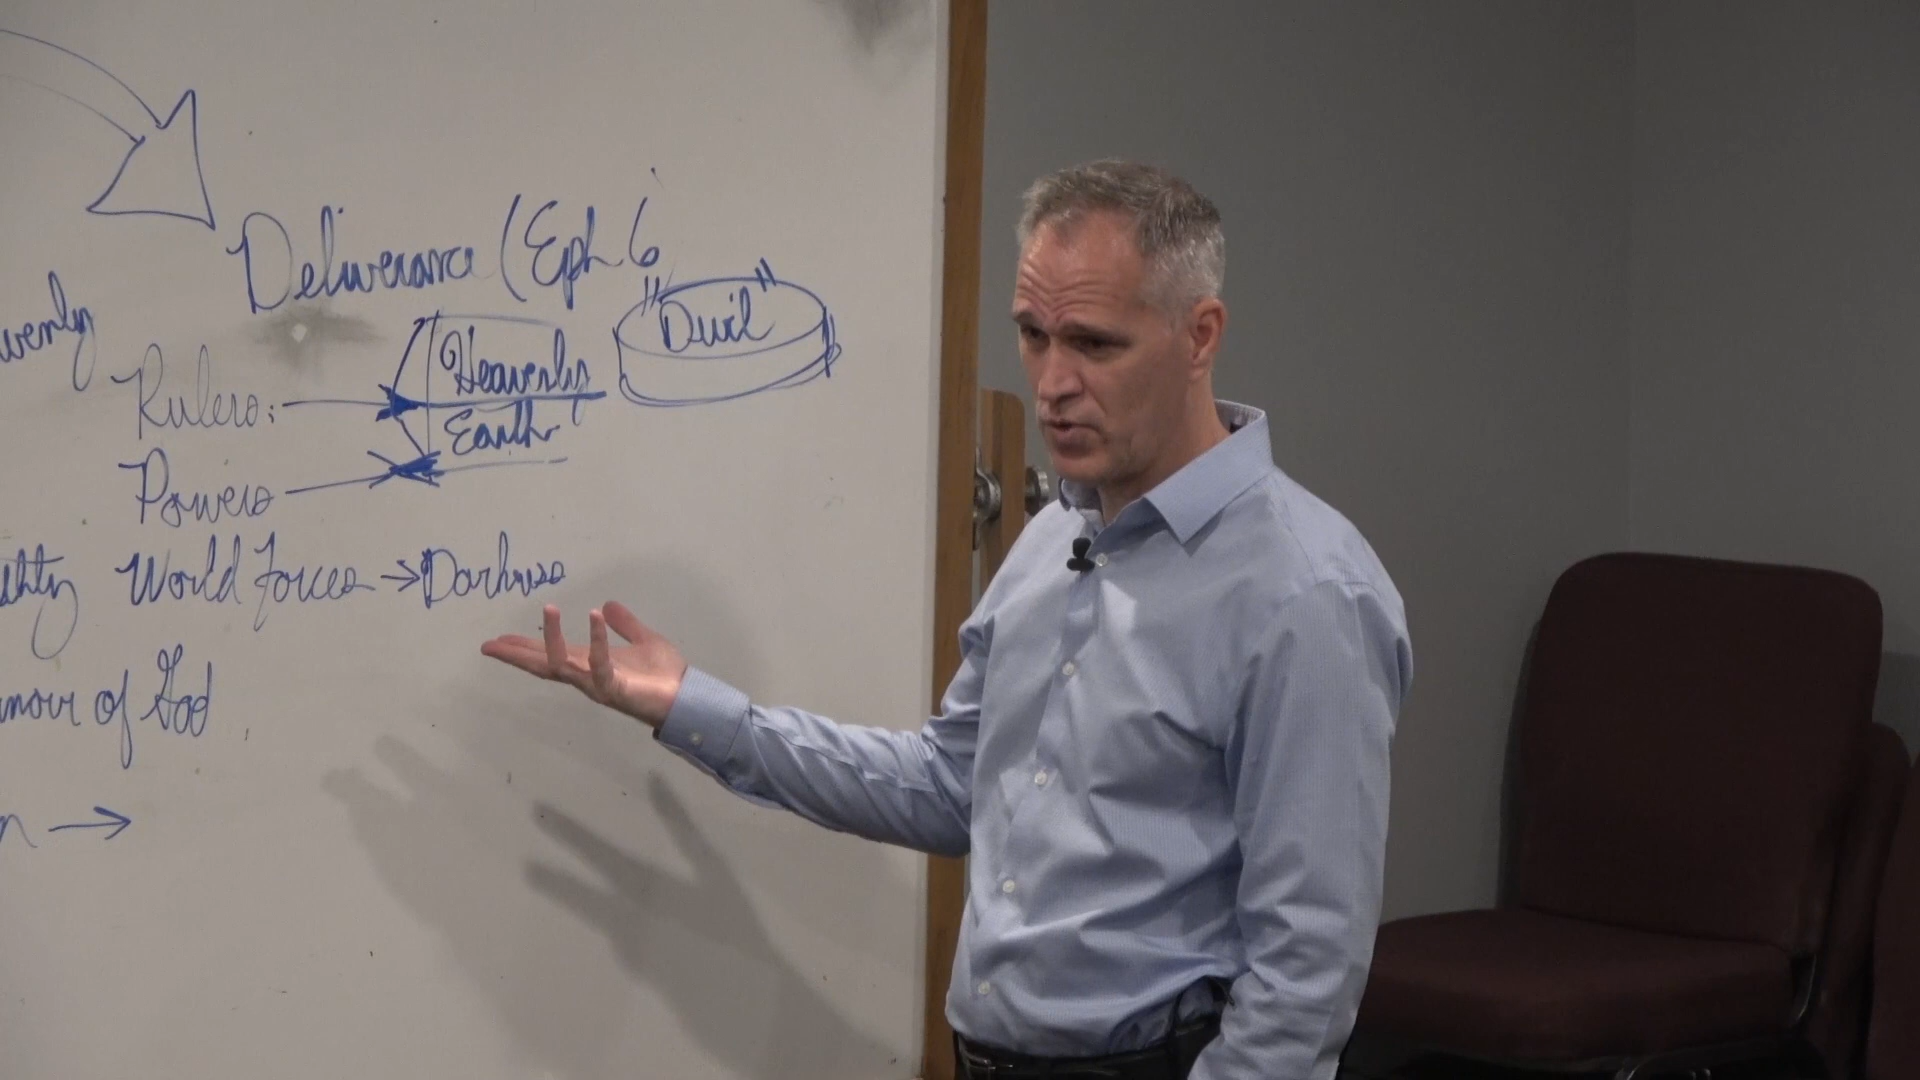 Deliverance (Eph 6
"Devil"
Heavenly
Rulers:
Earth
Powers
World Forces → Darkness
of God
→